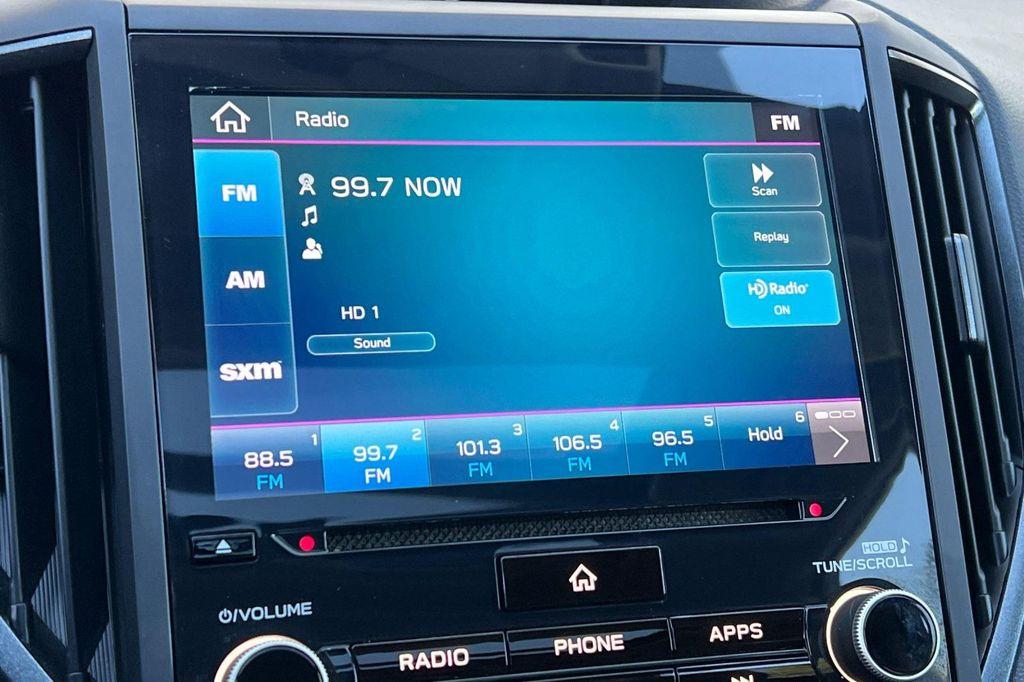 Radio
FM
FM
99.7 NOW
Scan
Replay
AM
HD Radio
ON
HD 1
Sound
sxm
1
88.5
FM
2
99.7
FM
3
101.3
FM
4
106.5
FM
5
96.5
FM
6
Hold
HOLD
TUNE/SCROLL
/VOLUME
RADIO
PHONE
APPS